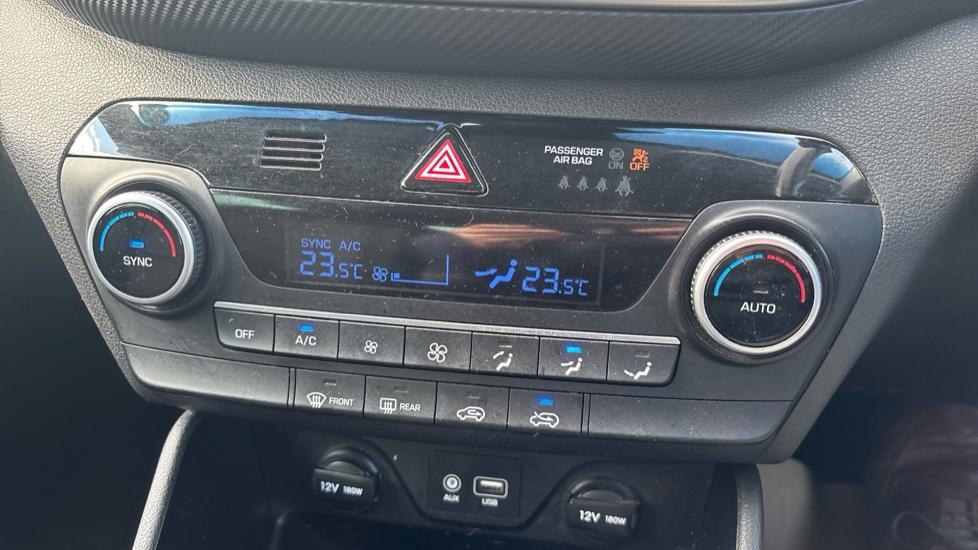 PASSENGER
AIR BAG
ON
OFF
SYNC A/C
23.5℃
23.5℃
SYNC
AUTO
OFF
A/C
FRONT
REAR
12V 180W
AUX
USB
12V 180W